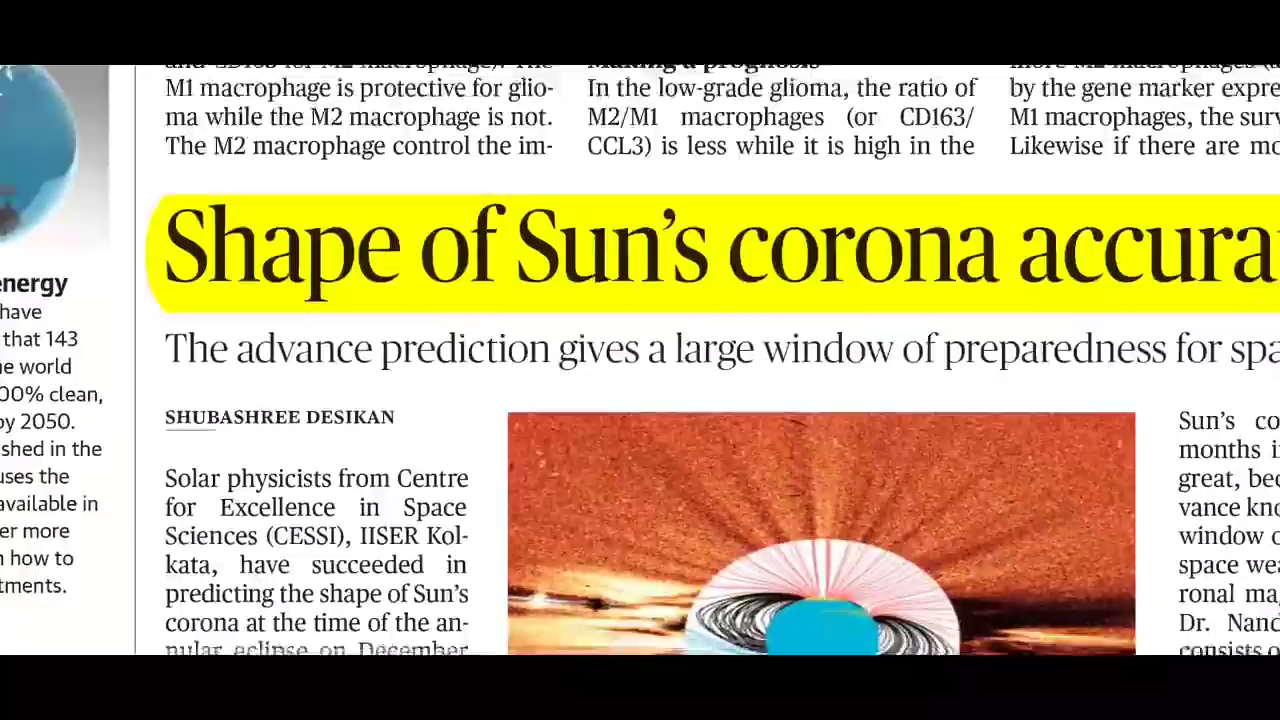 M1 macrophage is protective for glio-
ma while the M2 macrophage is not.
The M2 macrophage control the im-
Making a prognosis
In the low-grade glioma, the ratio of
M2/M1 macrophages (or CD163/
CCL3) is less while it is high in the
by the gene marker expre
M1 macrophages, the surv
Likewise if there are mo
energy
have
that 143
he world
00% clean,
by 2050.
shed in the
uses the
available in
er more
n how to
tments.
Shape of Sun's corona accura
The advance prediction gives a large window of preparedness for spa
SHUBASHREE DESIKAN
Solar physicists from Centre
for Excellence in Space
Sciences (CESSI), IISER Kol-
kata, have succeeded in
predicting the shape of Sun's
corona at the time of the an-
nular eclipse on December
Sun's co
months i
great, bec
vance kno
window o
space wea
ronal ma
Dr. Nand
consists o